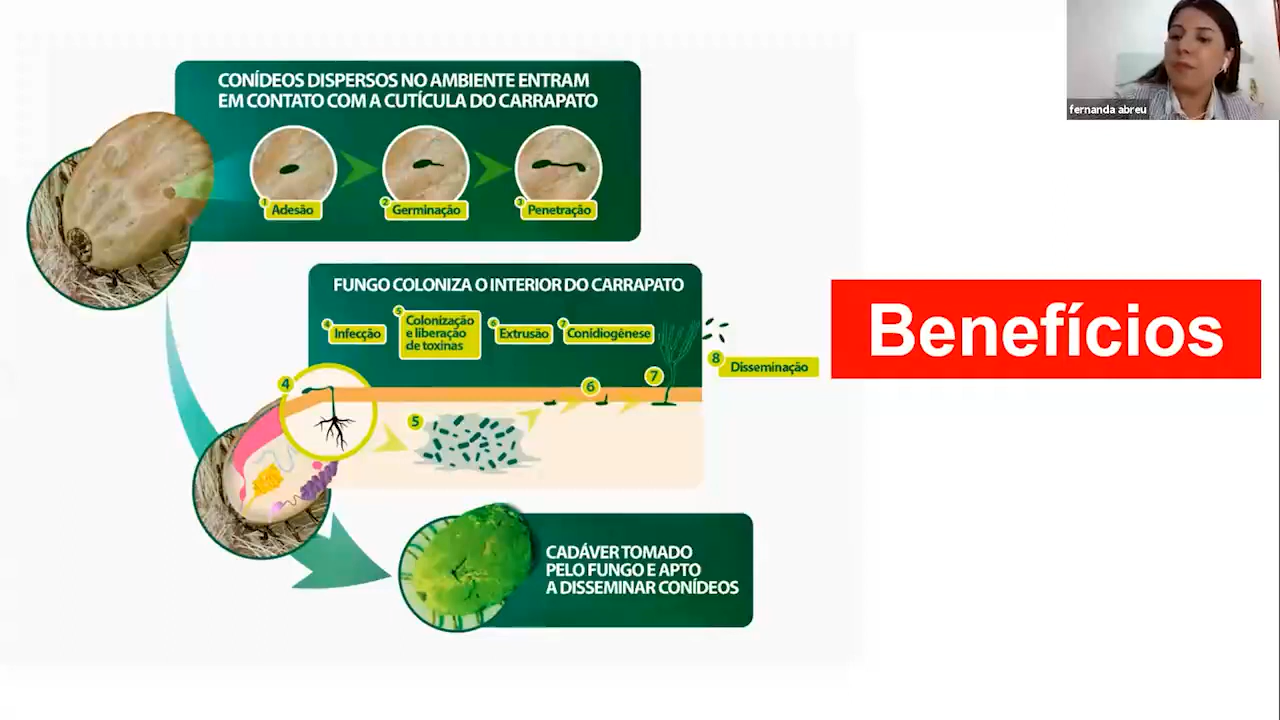 fernanda abreu
CONÍDEOS DISPERSOS NO AMBIENTE ENTRAM
EM CONTATO COM A CUTÍCULA DO CARRAPATO
1 Adesão
2 Germinação
3 Penetração
FUNGO COLONIZA O INTERIOR DO CARRAPATO
4 Infecção
5 Colonização
e liberação
de toxinas
6 Extrusão
7 Conidiogênese
8 Disseminação
4
5
6
7
Benefícios
CADÁVER TOMADO
PELO FUNGO E APTO
A DISSEMINAR CONÍDEOS